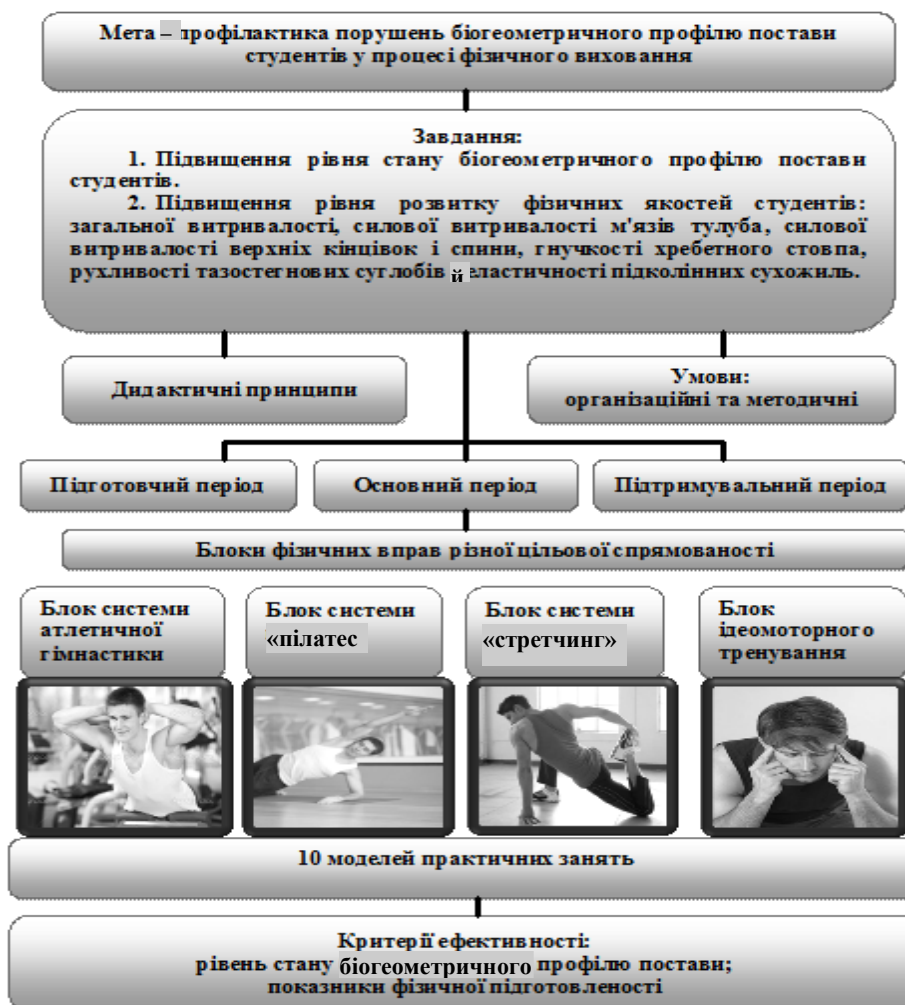 Мета – профілактика порушень біогеометричного профілю постави
студентів у процесі фізичного виховання
Завдання:
1. Підвищення рівня стану біогеометричного профілю постави
студентів.
2. Підвищення рівня розвитку фізичних якостей студентів:
загальної витривалості, силової витривалості м'язів тулуба, силової
витривалості верхніх кінцівок і спини, гнучкості хребетного стовпа,
рухливості тазостегнових суглобів й еластичності підколінних сухожиль.
Дидактичні принципи
Умови:
організаційні та методичні
Підготовчий період
Основний період
Підтримувальний період
Блоки фізичних вправ різної цільової спрямованості
Блок системи
атлетичної
гімнастики
Блок системи
«пілатес
Блок системи
«стретчинг»
Блок
ідеомоторного
тренування
10 моделей практичних занять
Критерії ефективності:
рівень стану біогеометричного профілю постави;
показники фізичної підготовленості